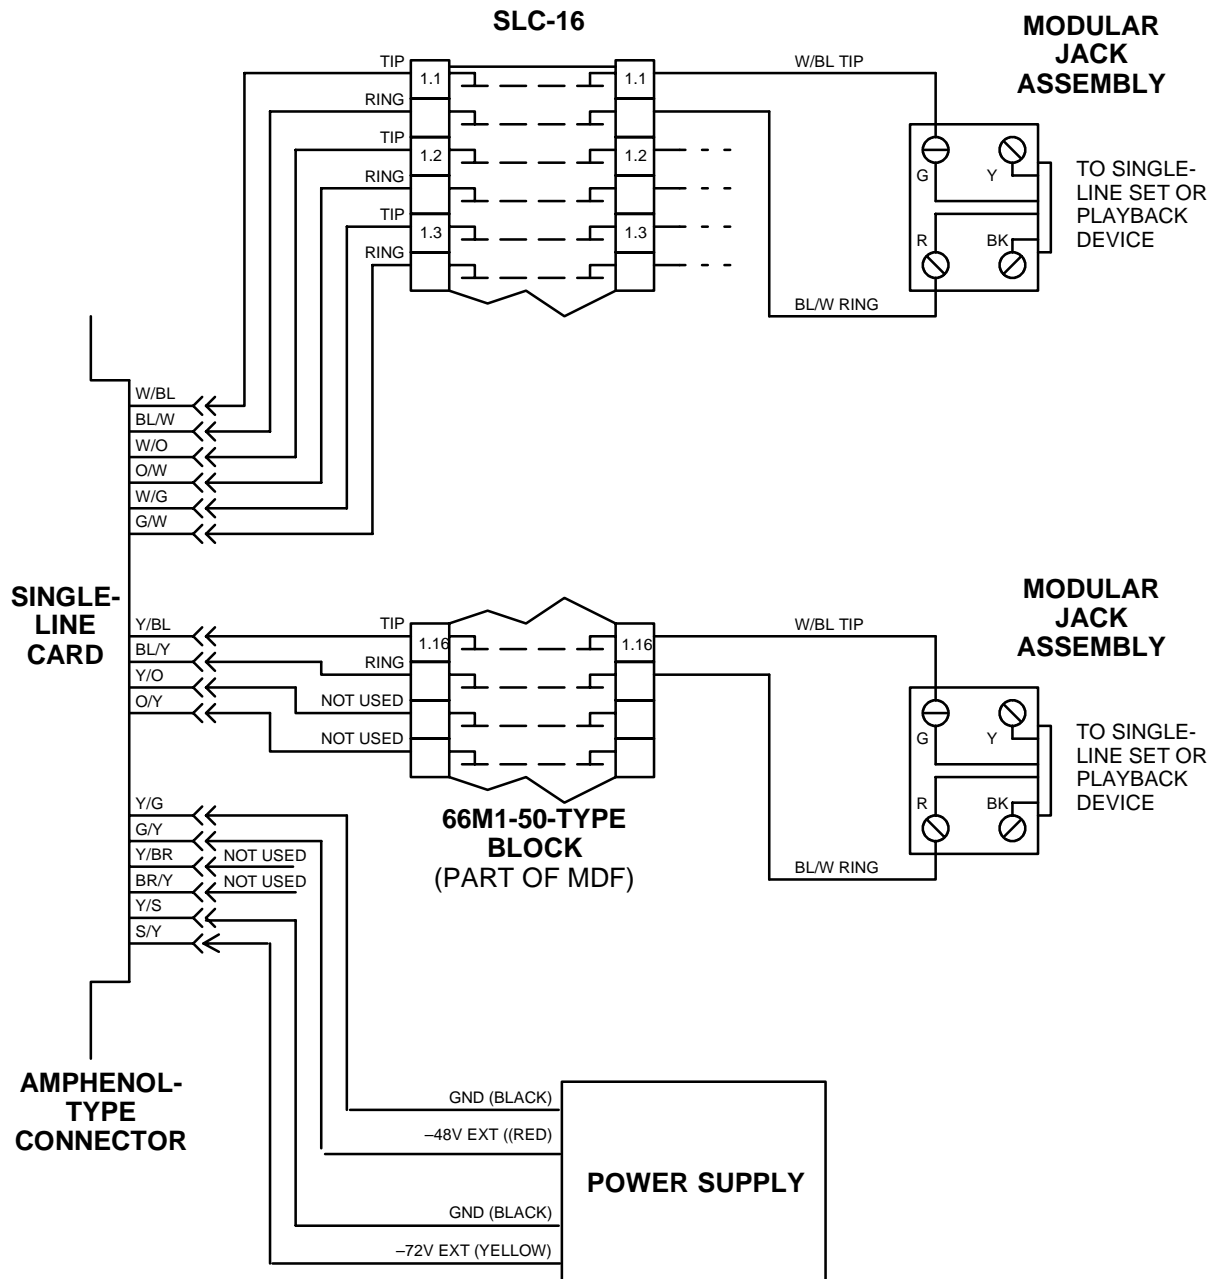 SLC-16
MODULAR
JACK
ASSEMBLY
TIP
1.1
1.1
W/BL TIP
RING
TIP
1.2
1.2
RING
TIP
1.3
1.3
RING
G
Y
R
BK
TO SINGLE-
LINE SET OR
PLAYBACK
DEVICE
BL/W RING
W/BL
BL/W
W/O
O/W
W/G
G/W
SINGLE-
LINE
CARD
Y/BL
BL/Y
Y/O
O/Y
TIP
1.16
1.16
RING
NOT USED
NOT USED
W/BL TIP
MODULAR
JACK
ASSEMBLY
G
Y
R
BK
TO SINGLE-
LINE SET OR
PLAYBACK
DEVICE
BL/W RING
66M1-50-TYPE
BLOCK
(PART OF MDF)
Y/G
G/Y
Y/BR NOT USED
BR/Y NOT USED
Y/S
S/Y
AMPHENOL-
TYPE
CONNECTOR
GND (BLACK)
–48V EXT ((RED)
GND (BLACK)
–72V EXT (YELLOW)
POWER SUPPLY